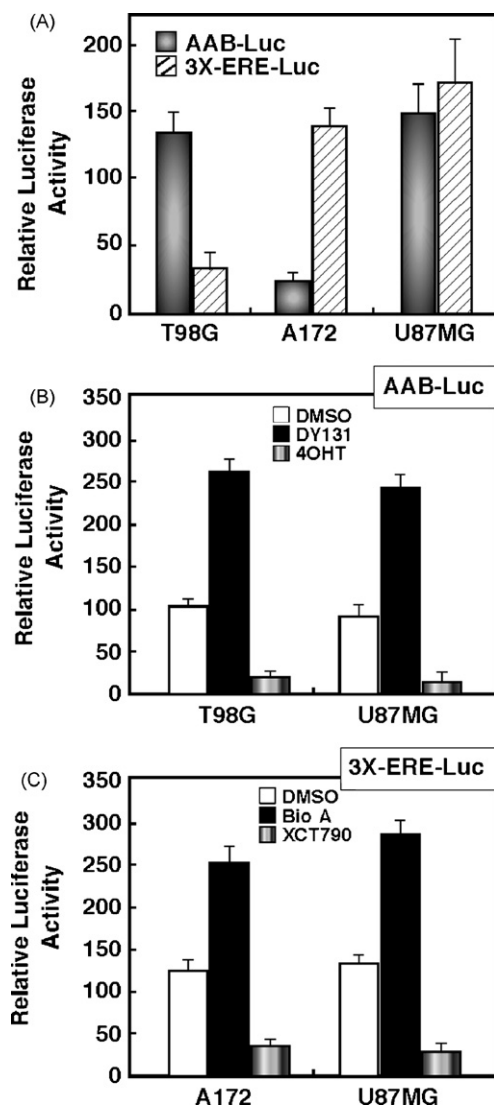 (A)
AAB-Luc
3X-ERE-Luc
Relative Luciferase
Activity
200
150
100
50
0
T98G A172 U87MG
(B)
AAB-Luc
DMSO
DY131
4OHT
Relative Luciferase
Activity
350
300
250
200
150
100
50
0
T98G U87MG
(C)
3X-ERE-Luc
DMSO
Bio A
XCT790
Relative Luciferase
Activity
350
300
250
200
150
100
50
0
A172 U87MG